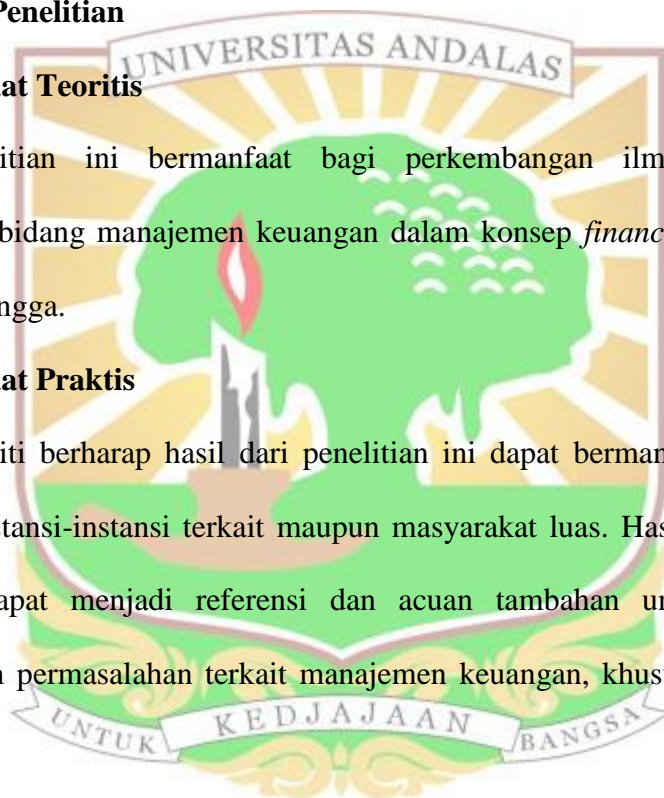 Penelitian
UNIVERSITAS ANDALAS
at Teoritis
itian ini bermanfaat bagi perkembangan ilm
bidang manajemen keuangan dalam konsep financ
ngga.
at Praktis
iti berharap hasil dari penelitian ini dapat berman
stansi-instansi terkait maupun masyarakat luas. Has
apat menjadi referensi dan acuan tambahan un
n permasalahan terkait manajemen keuangan, khus
UNTUK KEDJAJAAN BANGSA